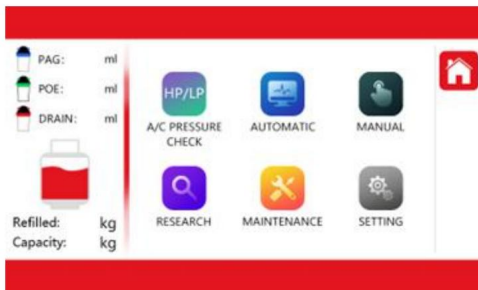 PAG: ml
POE: ml
DRAIN: ml
Refilled: kg
Capacity: kg
HP/LP
A/C PRESSURE
CHECK
AUTOMATIC
MANUAL
RESEARCH
MAINTENANCE
SETTING